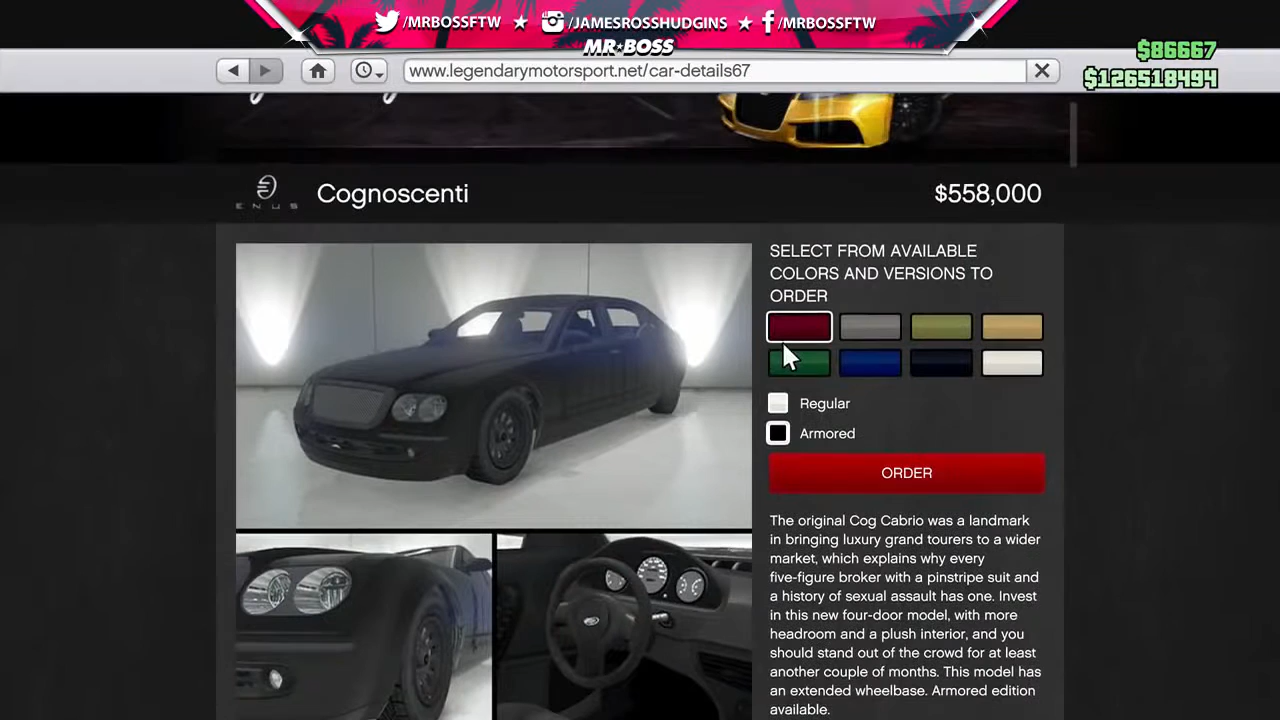 /MRBOSSFTW ★ /JAMESROSSHUDGINS ★ /MRBOSSFTW
MR★BOSS
$86667
www.legendarymotorsport.net/car-details67
$126518494
ENUS
Cognoscenti
$558,000
SELECT FROM AVAILABLE
COLORS AND VERSIONS TO
ORDER
Regular
Armored
ORDER
The original Cog Cabrio was a landmark
in bringing luxury grand tourers to a wider
market, which explains why every
five-figure broker with a pinstripe suit and
a history of sexual assault has one. Invest
in this new four-door model, with more
headroom and a plush interior, and you
should stand out of the crowd for at least
another couple of months. This model has
an extended wheelbase. Armored edition
available.